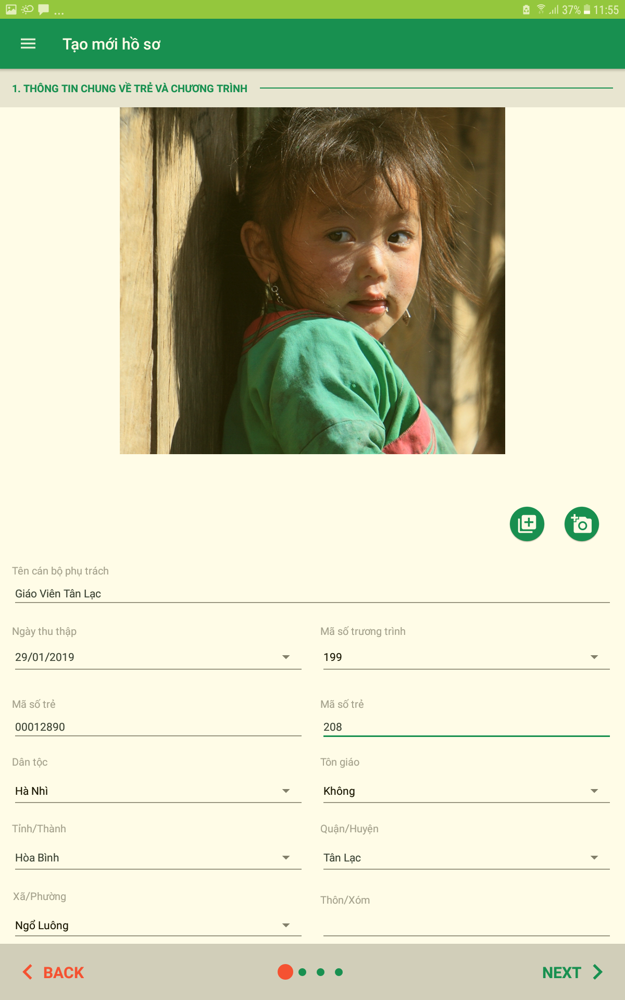 ... 37% 11:55
Tạo mới hồ sơ
1. THÔNG TIN CHUNG VỀ TRẺ VÀ CHƯƠNG TRÌNH
Tên cán bộ phụ trách
Giáo Viên Tân Lạc
Ngày thu thập Mã số trương trình
29/01/2019 199
Mã số trẻ Mã số trẻ
00012890 208
Dân tộc Tôn giáo
Hà Nhì Không
Tỉnh/Thành Quận/Huyện
Hòa Bình Tân Lạc
Xã/Phường Thôn/Xóm
Ngổ Luông
BACK NEXT